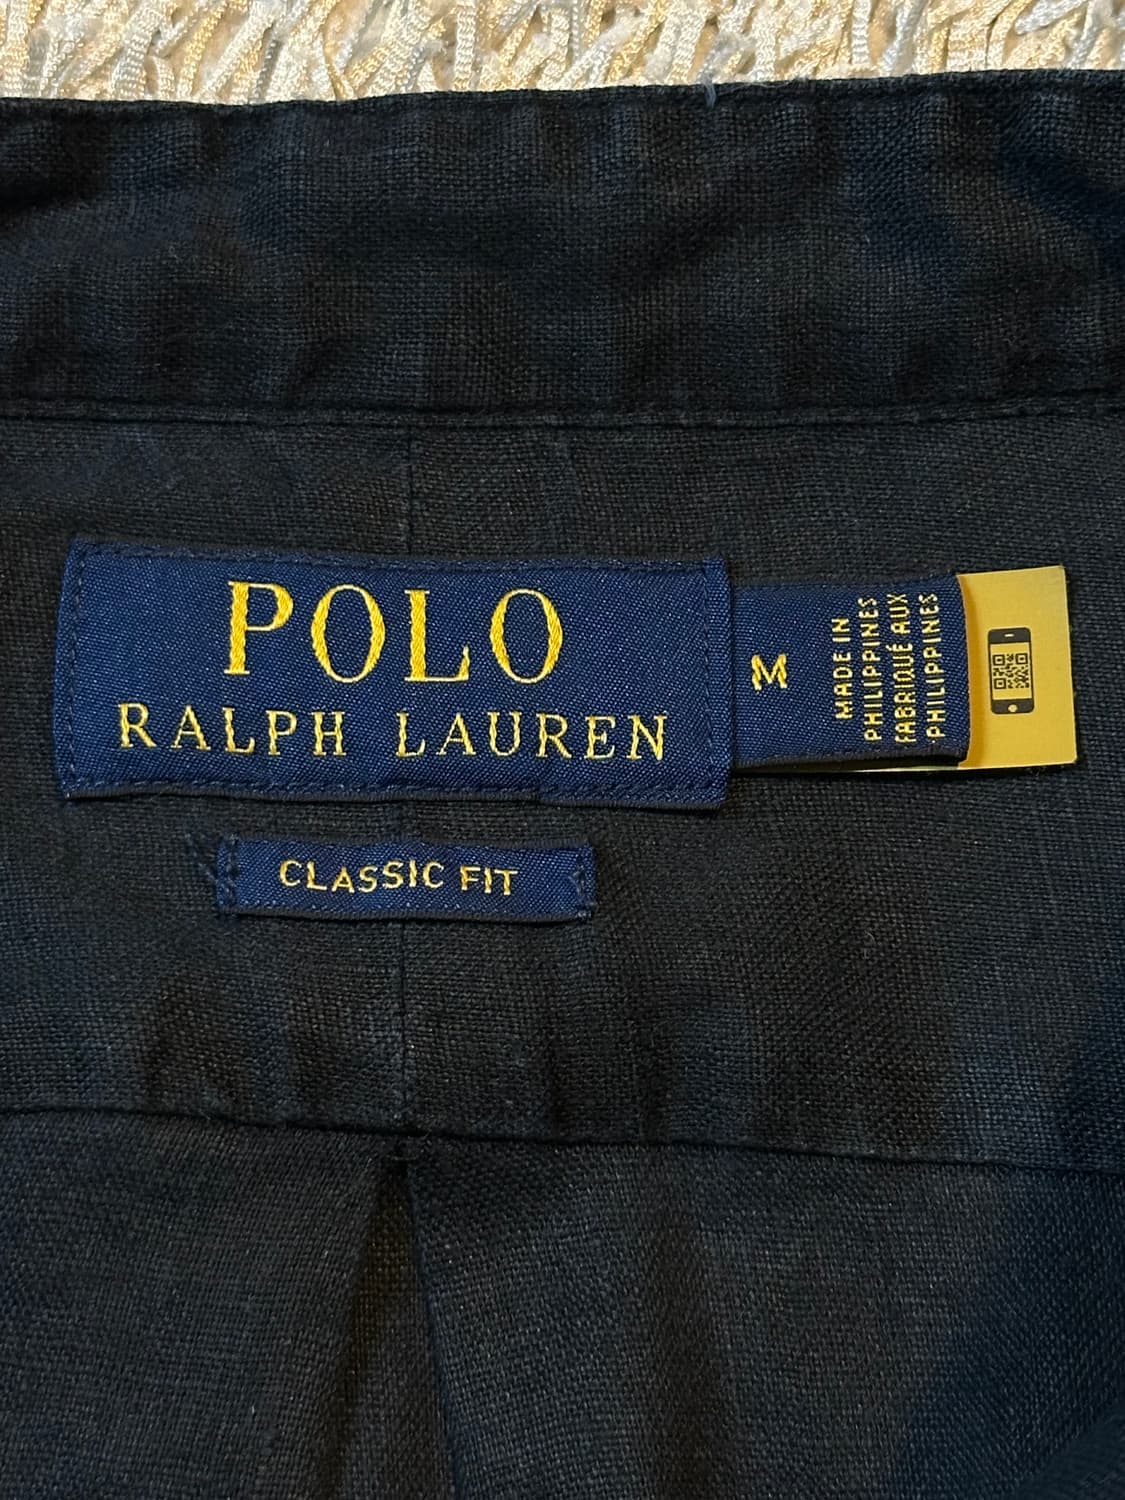 POLO
RALPH LAUREN
M
MADE IN
PHILIPPINES
FABRIQUÉ AUX
PHILIPPINES
CLASSIC FIT